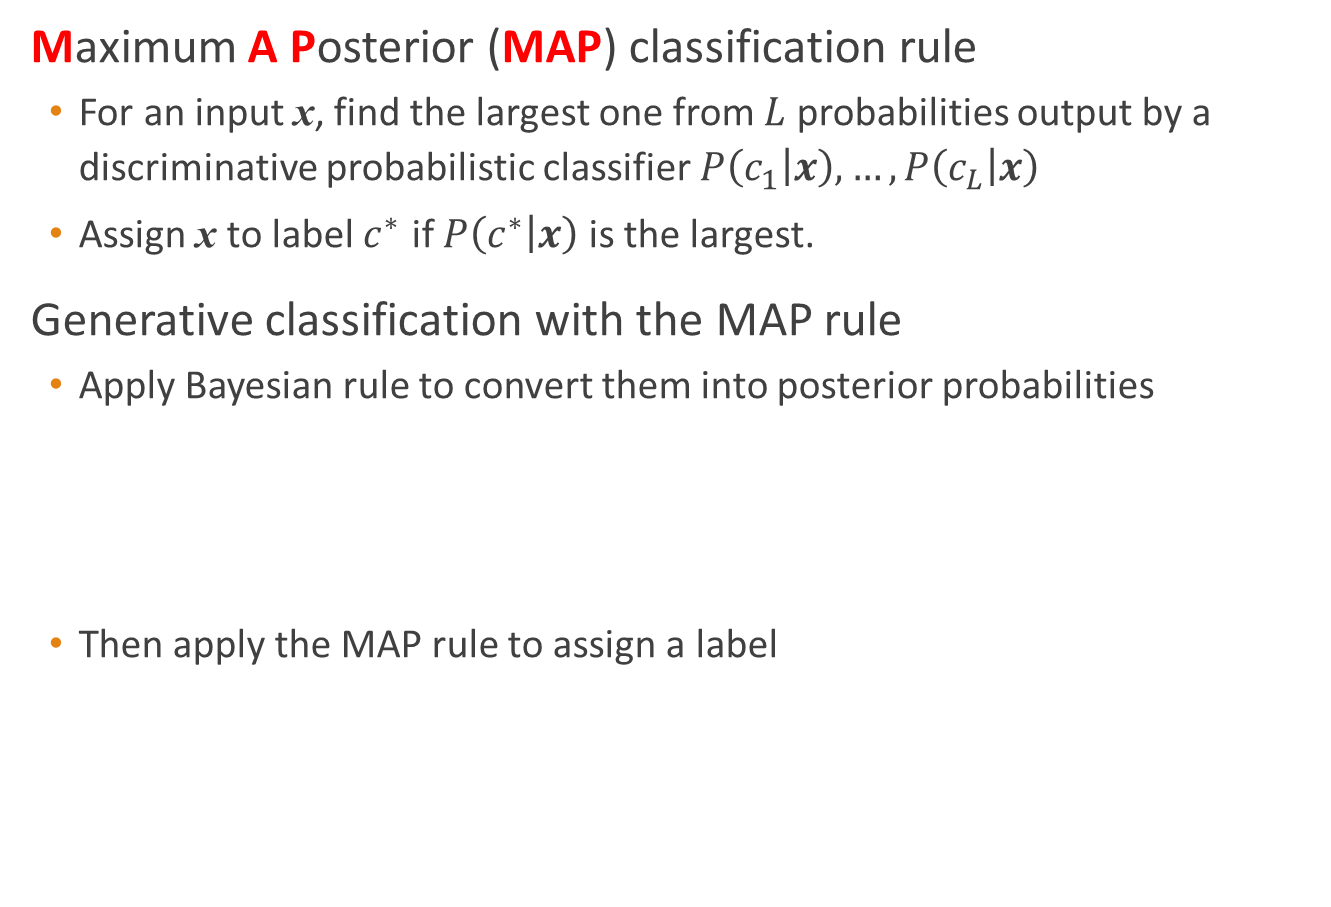 Maximum A Posterior (MAP) classification rule
• For an input x, find the largest one from L probabilities output by a
discriminative probabilistic classifier P(c₁|x), … , P(c_L|x)
• Assign x to label c* if P(c*|x) is the largest.
Generative classification with the MAP rule
• Apply Bayesian rule to convert them into posterior probabilities
• Then apply the MAP rule to assign a label